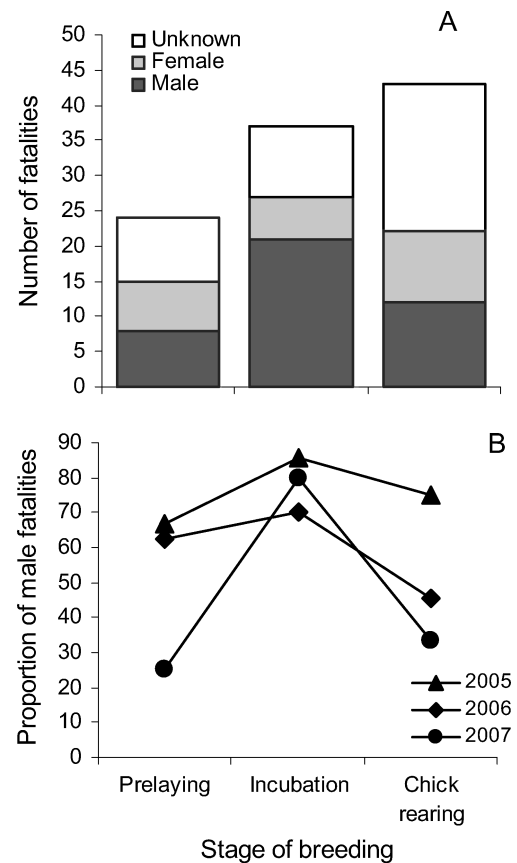 A
50
45
40
35
30
25
20
15
10
5
0
Number of fatalities
Unknown
Female
Male
B
90
80
70
60
50
40
30
20
10
0
Proportion of male fatalities
2005
2006
2007
Prelaying Incubation Chick
rearing
Stage of breeding